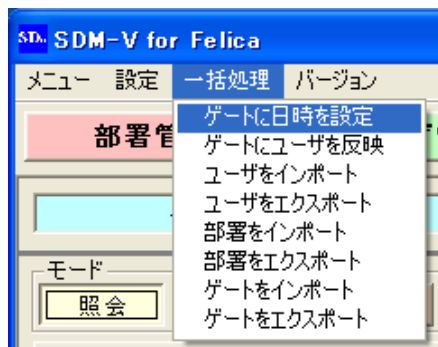 SDM-V for Felica
メニュー 設定 一括処理 バージョン
ゲートに日時を設定
ゲートにユーザを反映
ユーザをインポート
ユーザをエクスポート
部署をインポート
部署をエクスポート
ゲートをインポート
ゲートをエクスポート
部署管
モード
照会